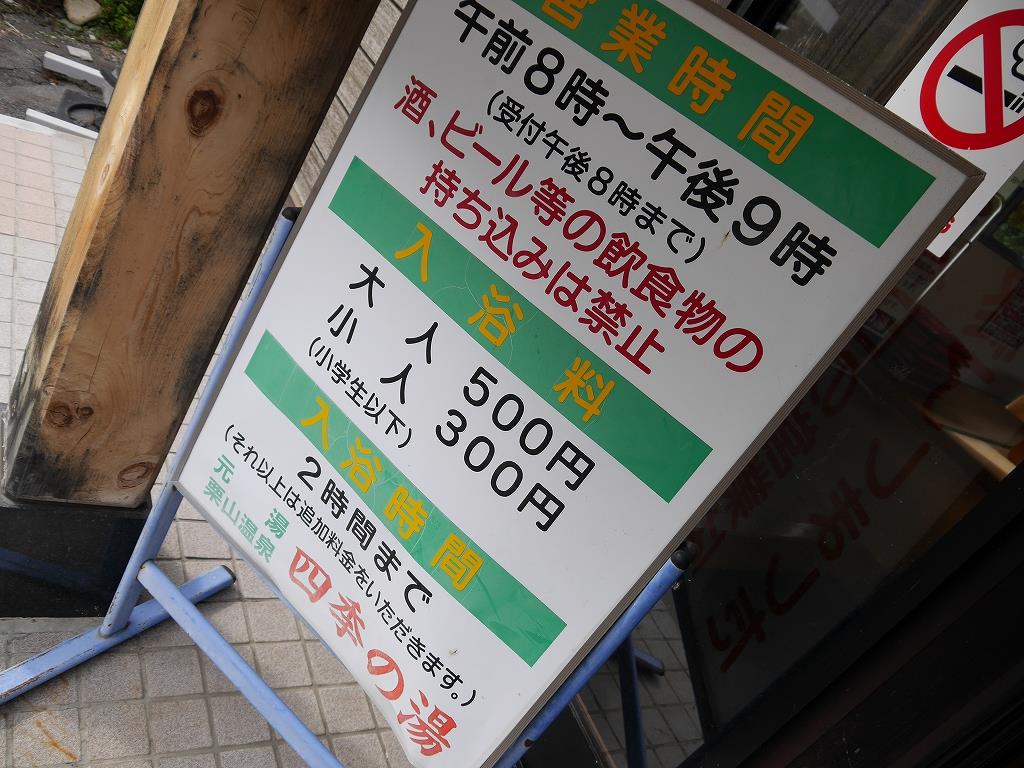 営業時間
午前8時～午後9時
(受付午後8時まで)
酒、ビール等の飲食物の
持ち込みは禁止
入浴料
大人 500円
小人 300円
(小学生以下)
入浴時間
2時間まで
(それ以上は追加料金をいただきます。)
元湯
栗山温泉
四季の湯